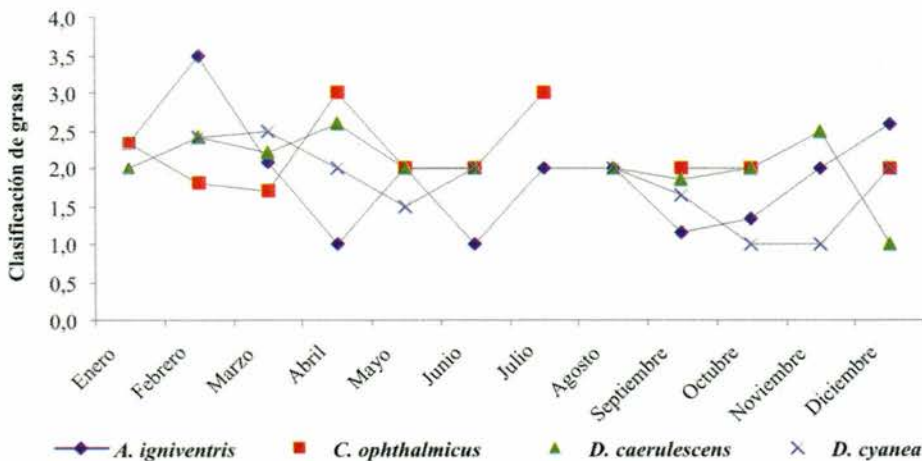 Clasificación de grasa
4,0
3,5
3,0
2,5
2,0
1,5
1,0
0,5
0,0
Enero
Febrero
Marzo
Abril
Mayo
Junio
Julio
Agosto
Septiembre
Octubre
Noviembre
Diciembre
A. igniventris C. ophthalmicus D. caerulescens D. cyanea